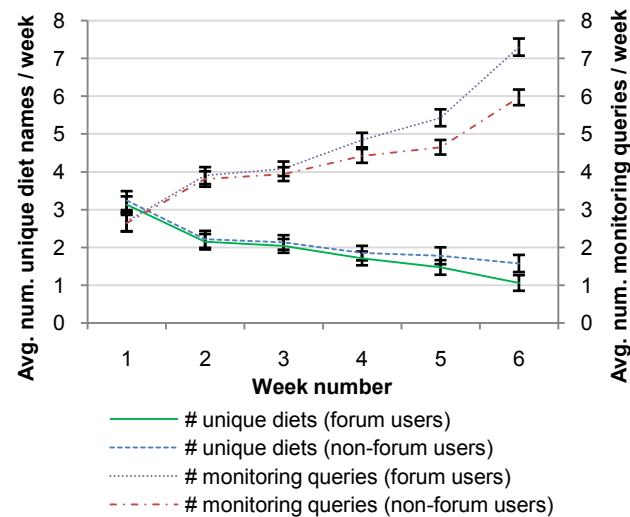 Avg. num. unique diet names / week
8
7
6
5
4
3
2
1
0
8
7
6
5
4
3
2
1
0
Avg. num. monitoring queries / week
1 2 3 4 5 6
Week number
# unique diets (forum users)
# unique diets (non-forum users)
# monitoring queries (forum users)
# monitoring queries (non-forum users)